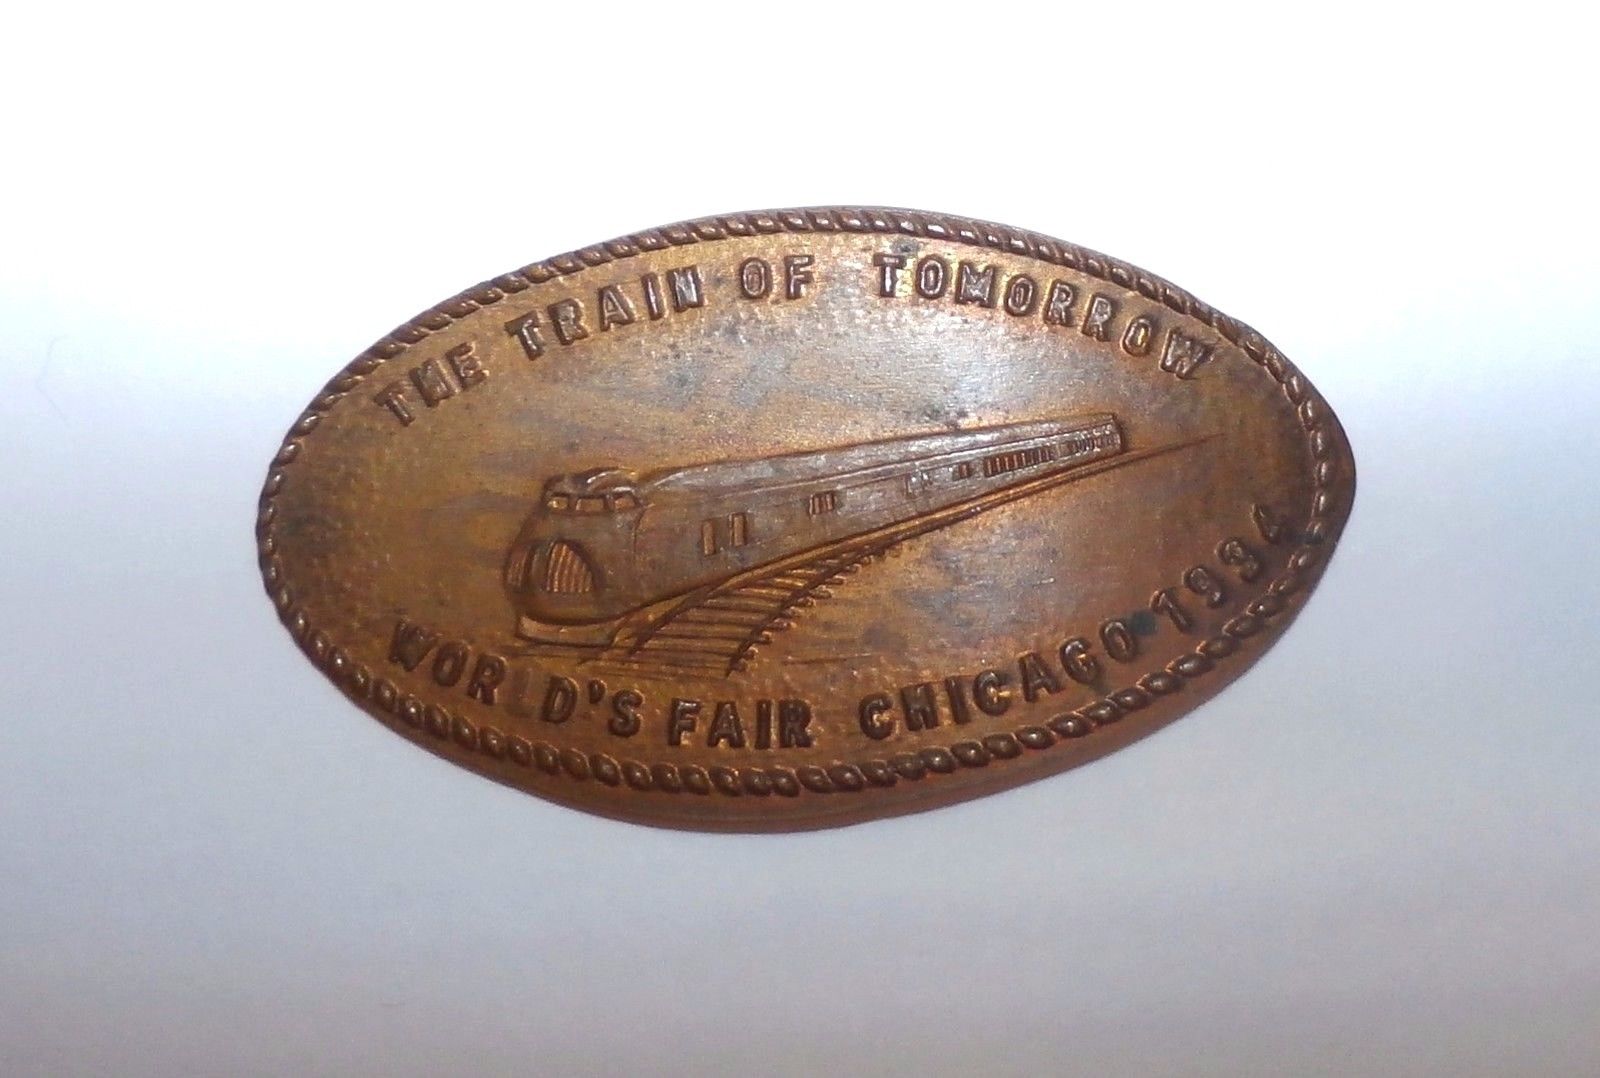 THE TRAIN OF TOMORROW
WORLD'S FAIR CHICAGO 1934